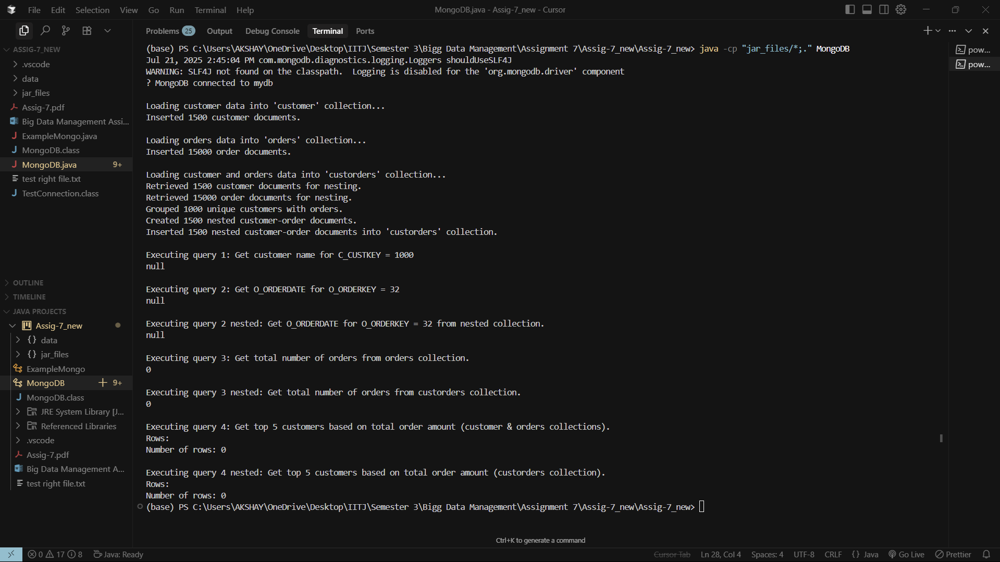 File Edit Selection View Go Run Terminal Help
MongoDB.java - Assig-7_new - Cursor
ASSIG-7_NEW
.vscode
data
jar_files
Assig-7.pdf
Big Data Management Assi...
ExampleMongo.java
MongoDB.class
MongoDB.java 9+
test right file.txt
TestConnection.class
OUTLINE
TIMELINE
JAVA PROJECTS
Assig-7_new
data
jar_files
ExampleMongo
MongoDB 9+
MongoDB.class
JRE System Library [J...
Referenced Libraries
.vscode
Assig-7.pdf
Big Data Management A...
test right file.txt
Problems 25 Output Debug Console Terminal Ports
pow...
pow...
(base) PS C:\Users\AKSHAY\OneDrive\Desktop\IITJ\Semester 3\Bigg Data Management\Assignment 7\Assig-7_new\Assig-7_new> java -cp "jar_files/*;." MongoDB
Jul 21, 2025 2:45:04 PM com.mongodb.diagnostics.logging.Loggers shouldUseSLF4J
WARNING: SLF4J not found on the classpath.  Logging is disabled for the 'org.mongodb.driver' component
? MongoDB connected to mydb
Loading customer data into 'customer' collection...
Inserted 1500 customer documents.
Loading orders data into 'orders' collection...
Inserted 15000 order documents.
Loading customer and orders data into 'custorders' collection...
Retrieved 1500 customer documents for nesting.
Retrieved 15000 order documents for nesting.
Grouped 1000 unique customers with orders.
Created 1500 nested customer-order documents.
Inserted 1500 nested customer-order documents into 'custorders' collection.
Executing query 1: Get customer name for C_CUSTKEY = 1000
null
Executing query 2: Get O_ORDERDATE for O_ORDERKEY = 32
null
Executing query 2 nested: Get O_ORDERDATE for O_ORDERKEY = 32 from nested collection.
null
Executing query 3: Get total number of orders from orders collection.
0
Executing query 3 nested: Get total number of orders from custorders collection.
0
Executing query 4: Get top 5 customers based on total order amount (customer & orders collections).
Rows:
Number of rows: 0
Executing query 4 nested: Get top 5 customers based on total order amount (custorders collection).
Rows:
Number of rows: 0
(base) PS C:\Users\AKSHAY\OneDrive\Desktop\IITJ\Semester 3\Bigg Data Management\Assignment 7\Assig-7_new\Assig-7_new>
Ctrl+K to generate a command
0 17 8 Java: Ready
Cursor Tab Ln 28, Col 4 Spaces: 4 UTF-8 CRLF {} Java Go Live Prettier